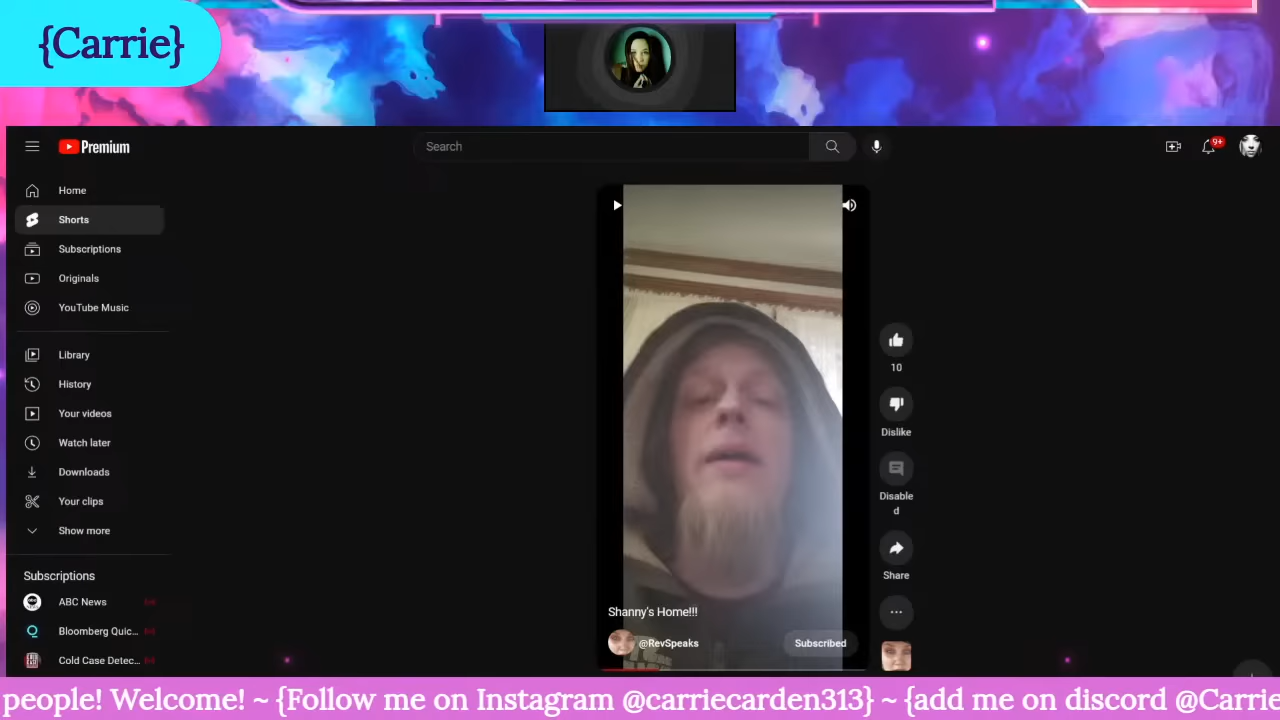 {Carrie}
Premium
Search
9+
Home
Shorts
Subscriptions
Originals
YouTube Music
Library
History
Your videos
Watch later
Downloads
Your clips
Show more
Subscriptions
ABC News
Bloomberg Quic...
Cold Case Detec...
10
Dislike
Disable
d
Share
Shanny's Home!!!
@RevSpeaks
Subscribed
people! Welcome! ~ {Follow me on Instagram @carriecarden313} ~ {add me on discord @Carrie